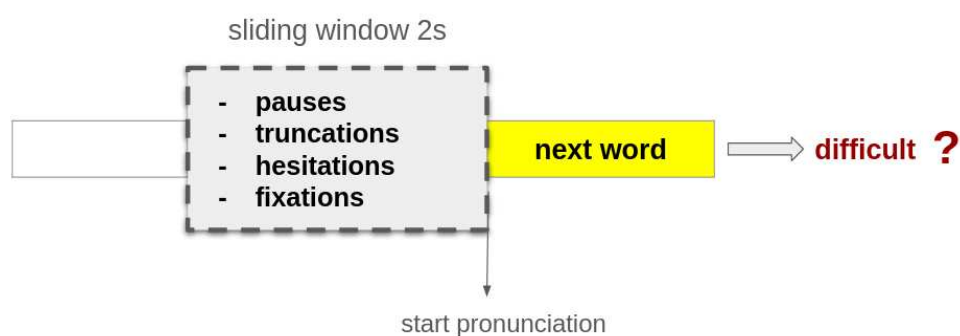 sliding window 2s
- pauses
- truncations
- hesitations
- fixations
next word
difficult ?
start pronunciation